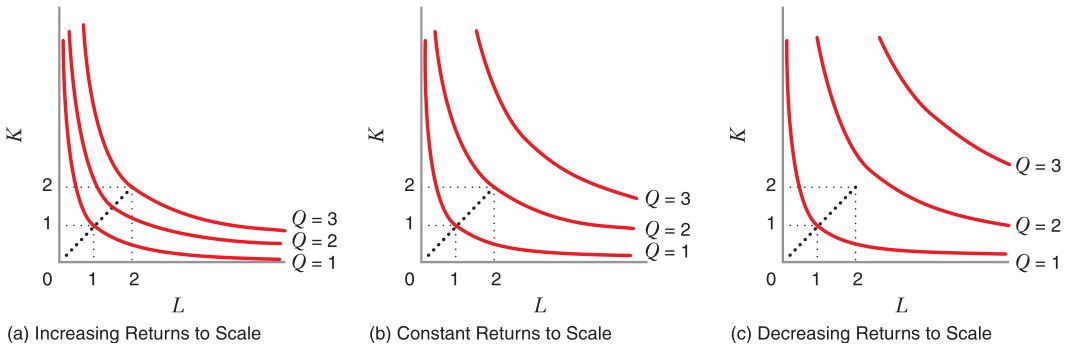 K
2
1
0
1
2
L
Q = 3
Q = 2
Q = 1
(a) Increasing Returns to Scale
K
2
1
0
1
2
L
Q = 3
Q = 2
Q = 1
(b) Constant Returns to Scale
K
2
1
0
1
2
L
Q = 3
Q = 2
Q = 1
(c) Decreasing Returns to Scale